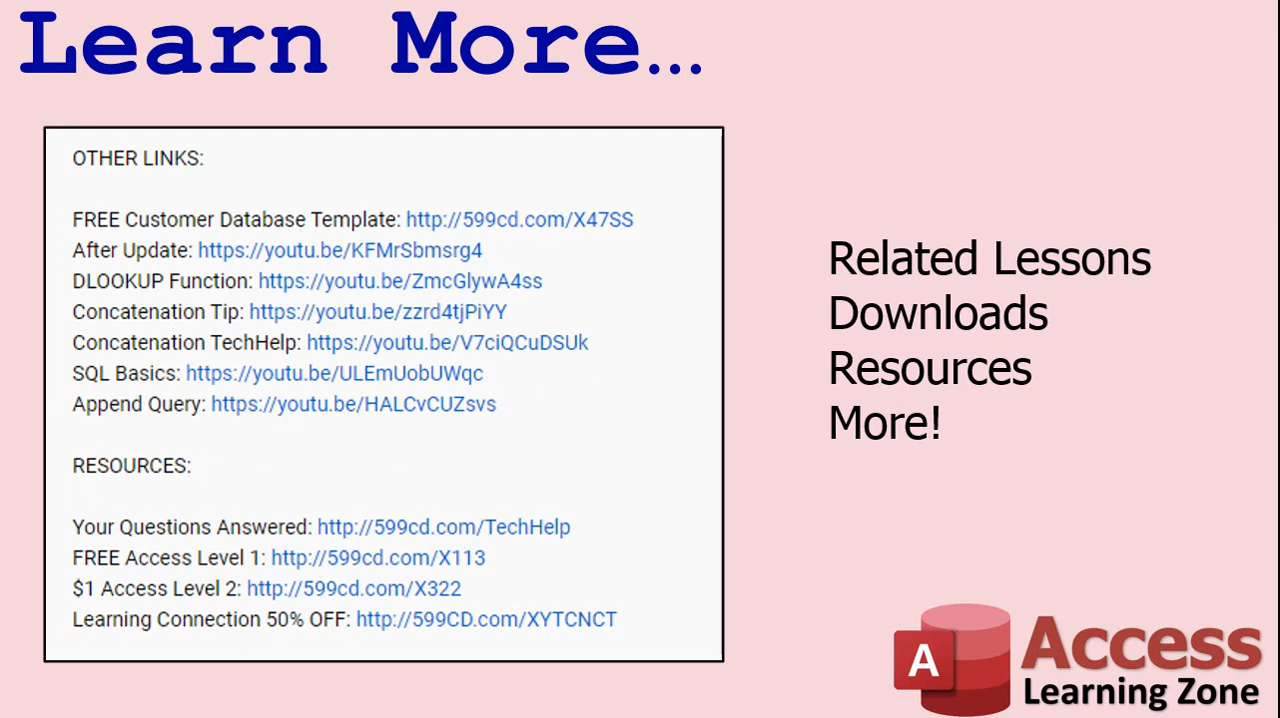 Learn More...
OTHER LINKS:
FREE Customer Database Template: http://599cd.com/X47SS
After Update: https://youtu.be/KFMrSbmsrg4
DLOOKUP Function: https://youtu.be/ZmcGlywA4ss
Concatenation Tip: https://youtu.be/zzrd4tjPiYY
Concatenation TechHelp: https://youtu.be/V7ciQCuDSUk
SQL Basics: https://youtu.be/ULEmUobUWqc
Append Query: https://youtu.be/HALCvCUZsvs
RESOURCES:
Your Questions Answered: http://599cd.com/TechHelp
FREE Access Level 1: http://599cd.com/X113
$1 Access Level 2: http://599cd.com/X322
Learning Connection 50% OFF: http://599CD.com/XYTCNCT
Related Lessons
Downloads
Resources
More!
A
Access
Learning Zone